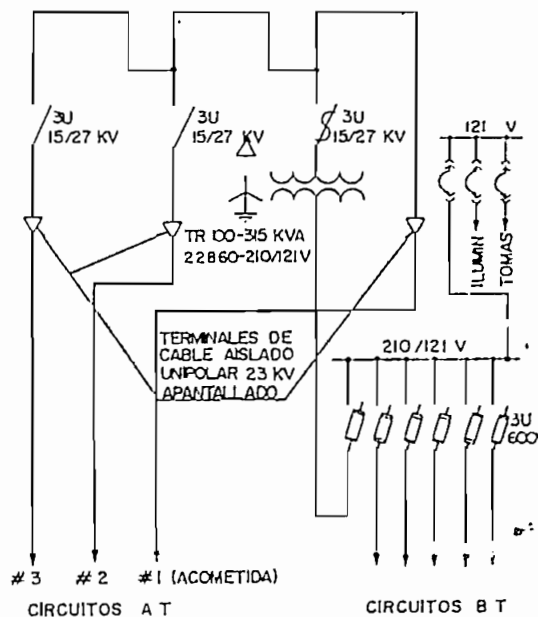 3U
15/27 KV
3U
15/27 KV
3U
15/27 KV
121 V
ILUMIN
TOMAS
TR 100-315 KVA
22860-210/121V
TERMINALES DE
CABLE AISLADO
UNIPOLAR 23 KV
APANTALLADO
210/121 V
3U
600
#3
#2
#1 (ACOMETIDA)
CIRCUITOS A T
CIRCUITOS B T